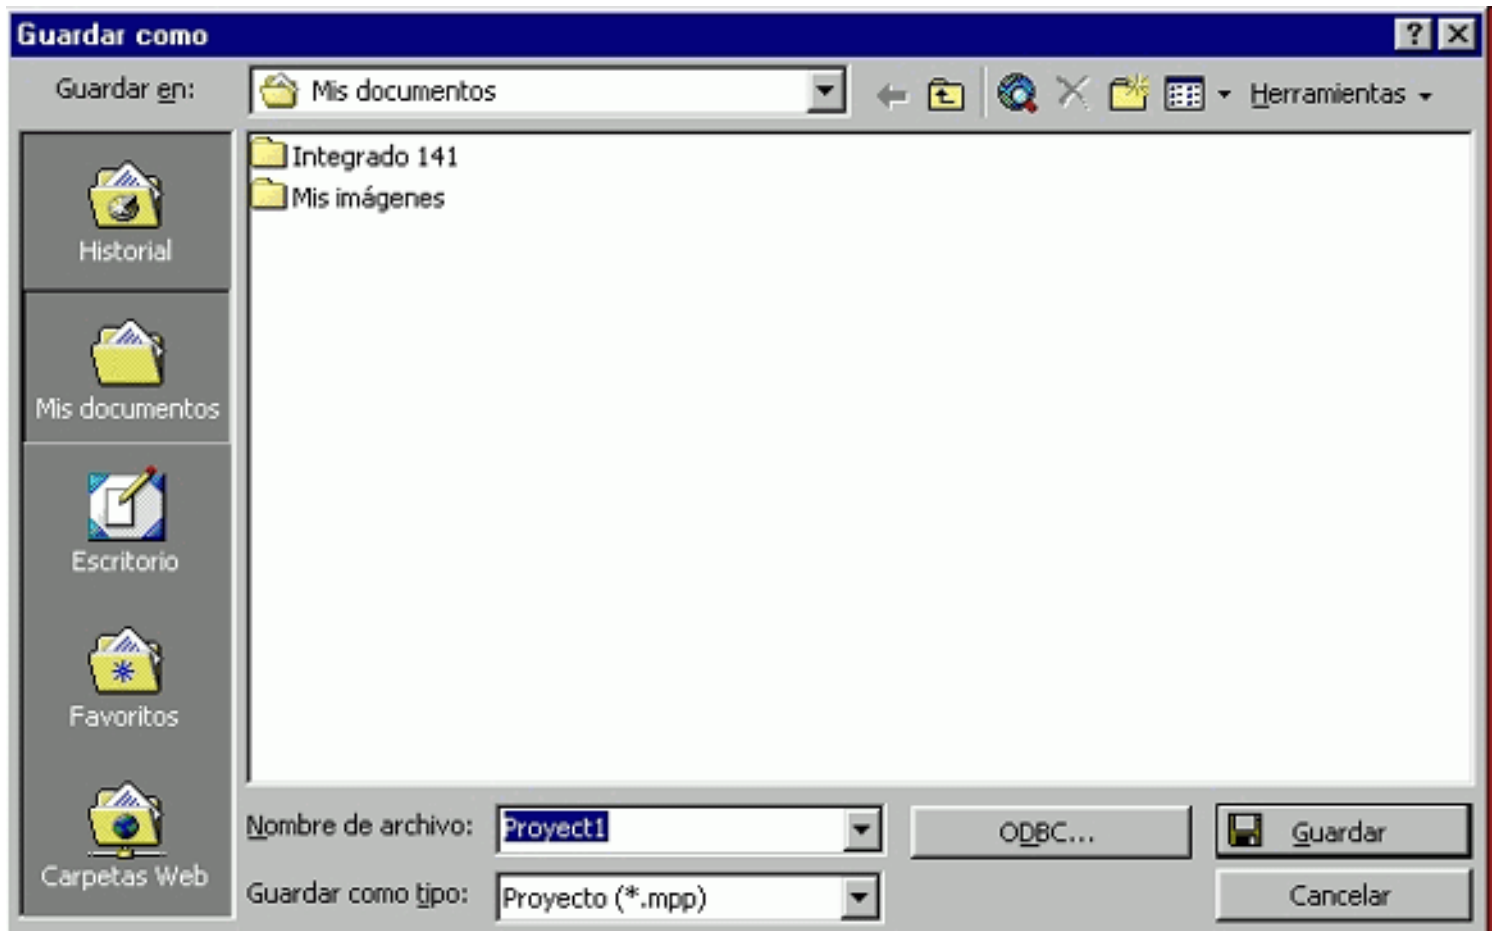 Guardar como
Guardar en: Mis documentos Herramientas
Integrado 141
Mis imágenes
Historial
Mis documentos
Escritorio
Favoritos
Carpetas Web
Nombre de archivo: Proyect1 ODBC... Guardar
Guardar como tipo: Proyecto (*.mpp) Cancelar